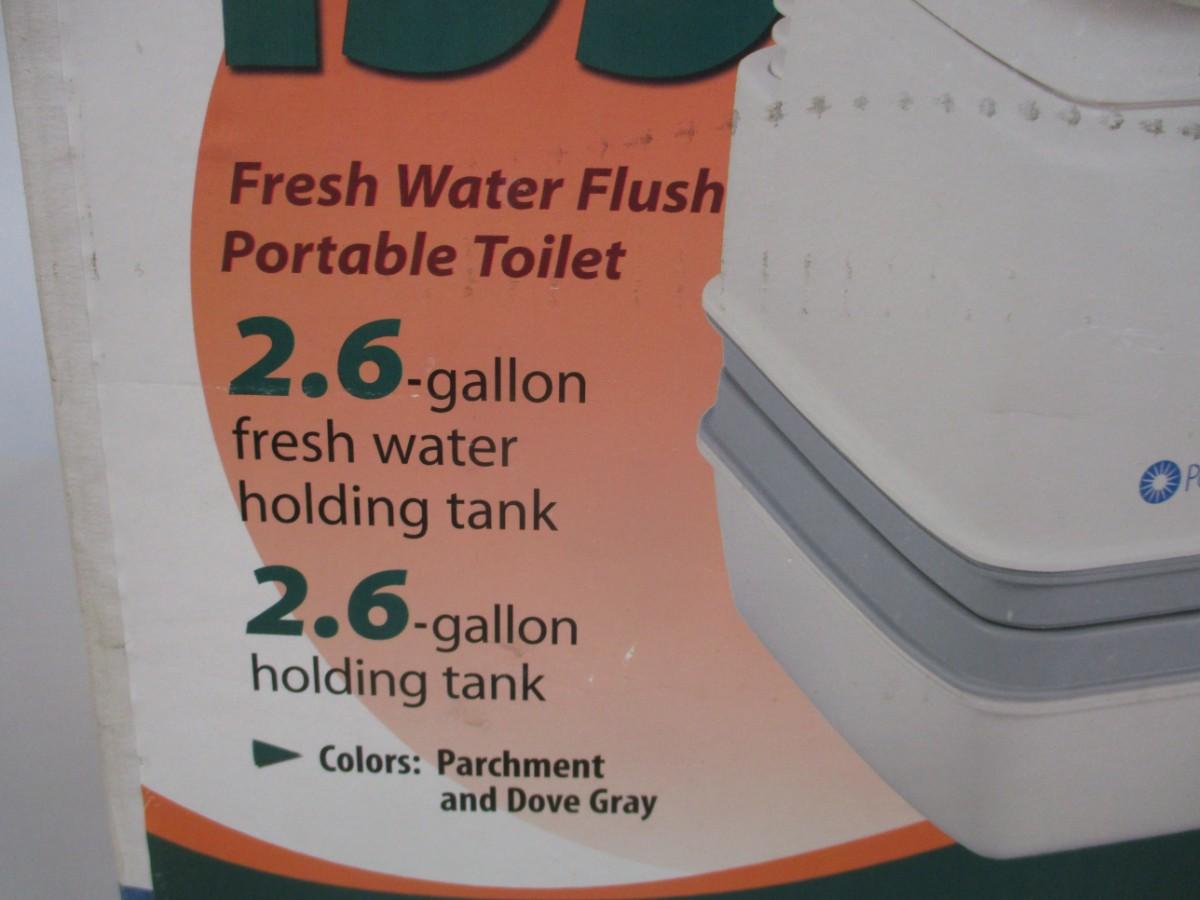 Fresh Water Flush
Portable Toilet
2.6-gallon
fresh water
holding tank
2.6-gallon
holding tank
Colors: Parchment
and Dove Gray